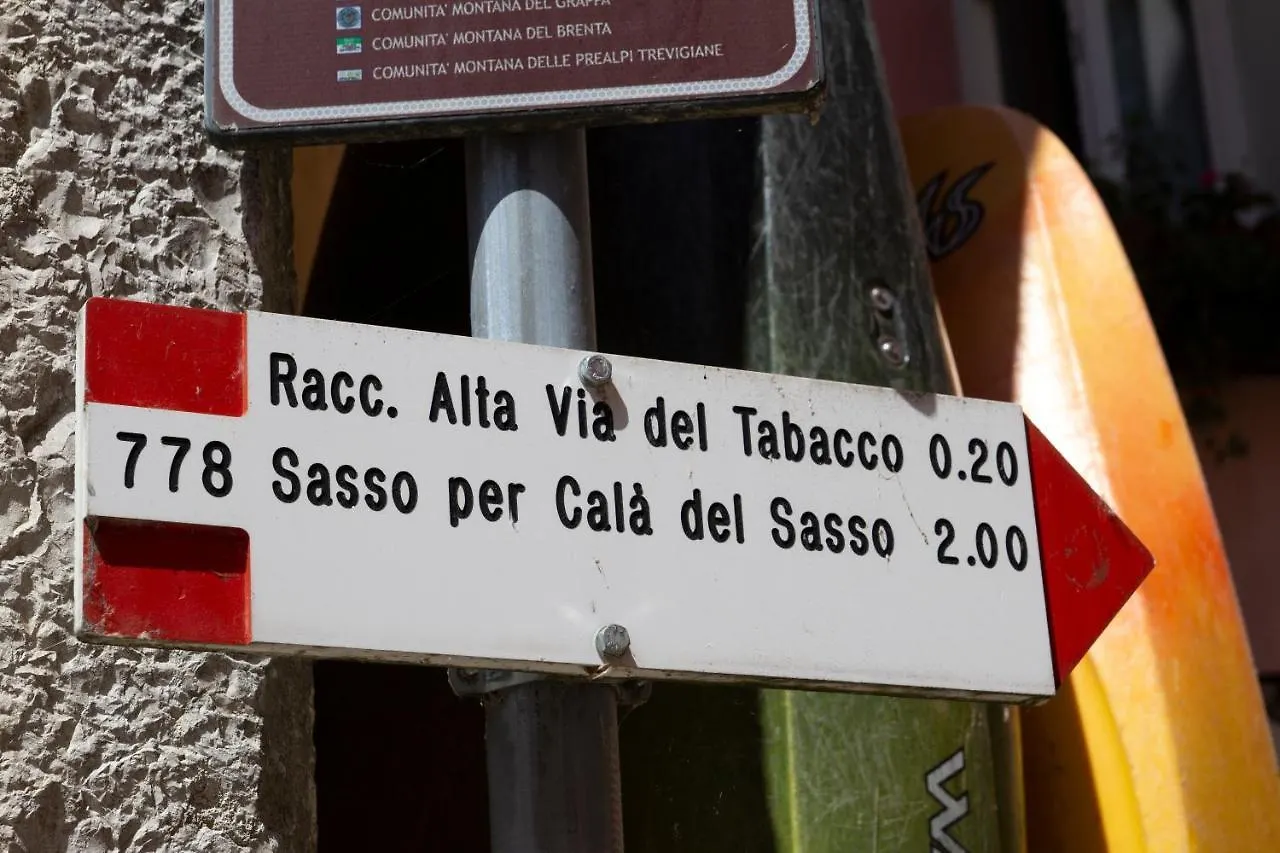 COMUNITA' MONTANA DEL GRAPPA
COMUNITA' MONTANA DEL BRENTA
COMUNITA' MONTANA DELLE PREALPI TREVIGIANE
Racc. Alta Via del Tabacco 0.20
778 Sasso per Calà del Sasso 2.00